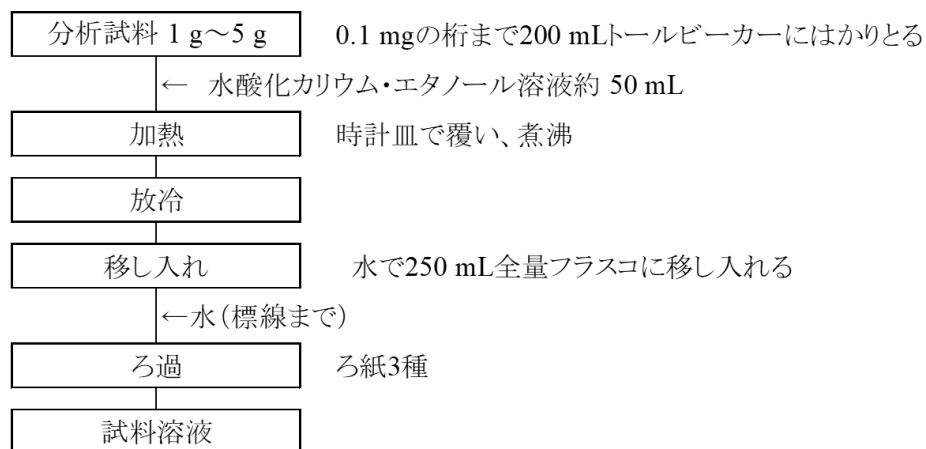 分析試料 1 g～5 g 0.1 mgの桁まで200 mLトールビーカーにはかりとる
← 水酸化カリウム・エタノール溶液約 50 mL
加熱 時計皿で覆い、煮沸
放冷
移し入れ 水で250 mL全量フラスコに移し入れる
←水（標線まで）
ろ過 ろ紙3種
試料溶液